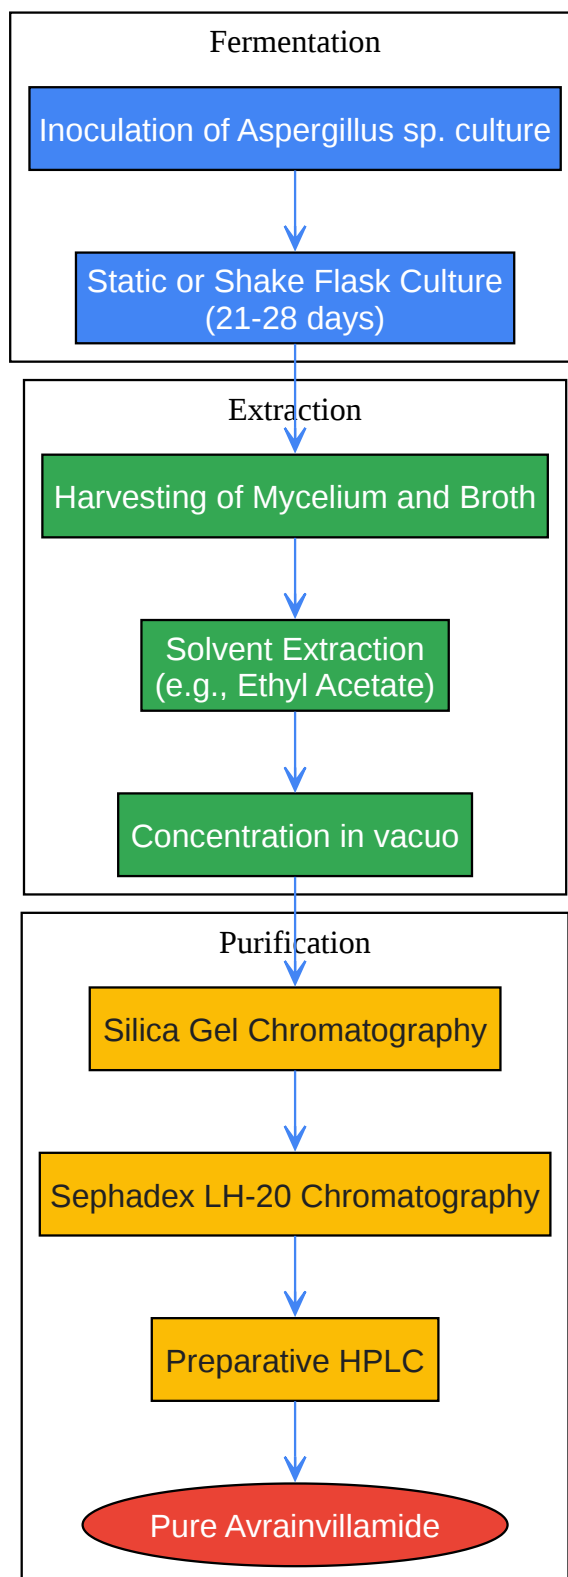 Fermentation
Inoculation of Aspergillus sp. culture
Static or Shake Flask Culture
(21-28 days)
Extraction
Harvesting of Mycelium and Broth
Solvent Extraction
(e.g., Ethyl Acetate)
Concentration in vacuo
Purification
Silica Gel Chromatography
Sephadex LH-20 Chromatography
Preparative HPLC
Pure Avrainvillamide